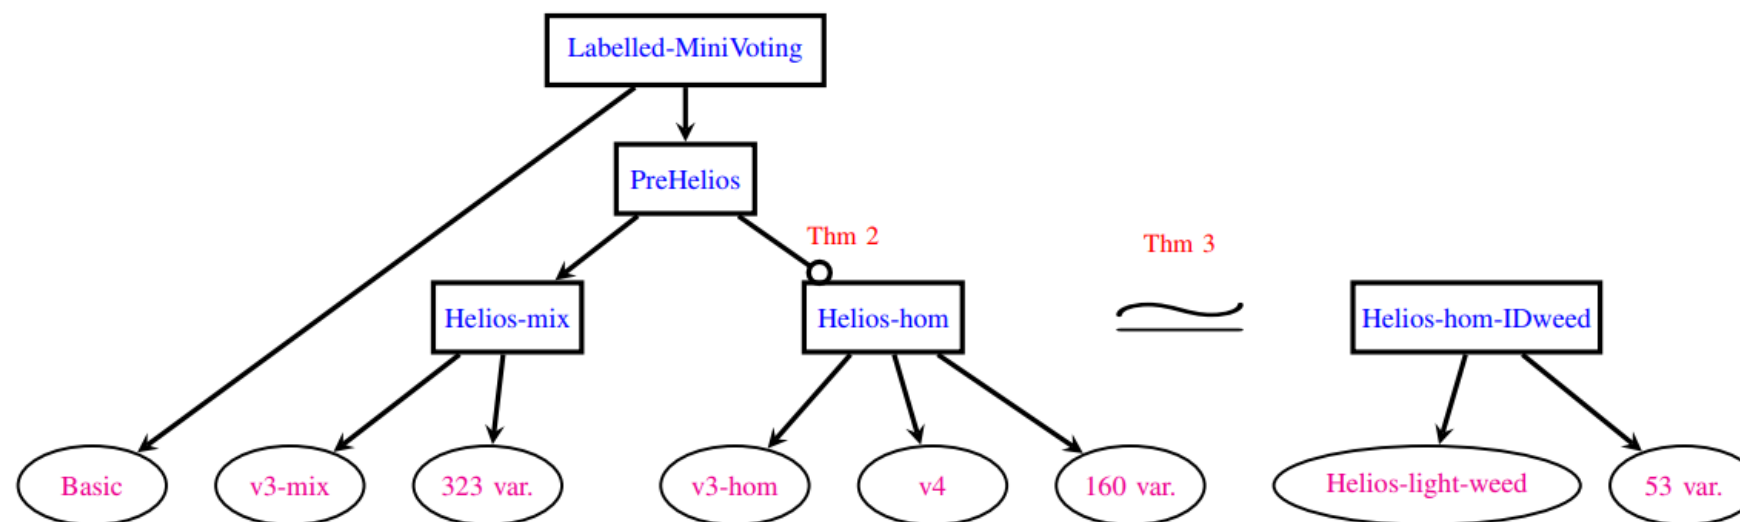 Labelled-MiniVoting
PreHelios
Thm 2
Thm 3
Helios-mix
Helios-hom
Helios-hom-IDweed
Basic
v3-mix
323 var.
v3-hom
v4
160 var.
Helios-light-weed
53 var.